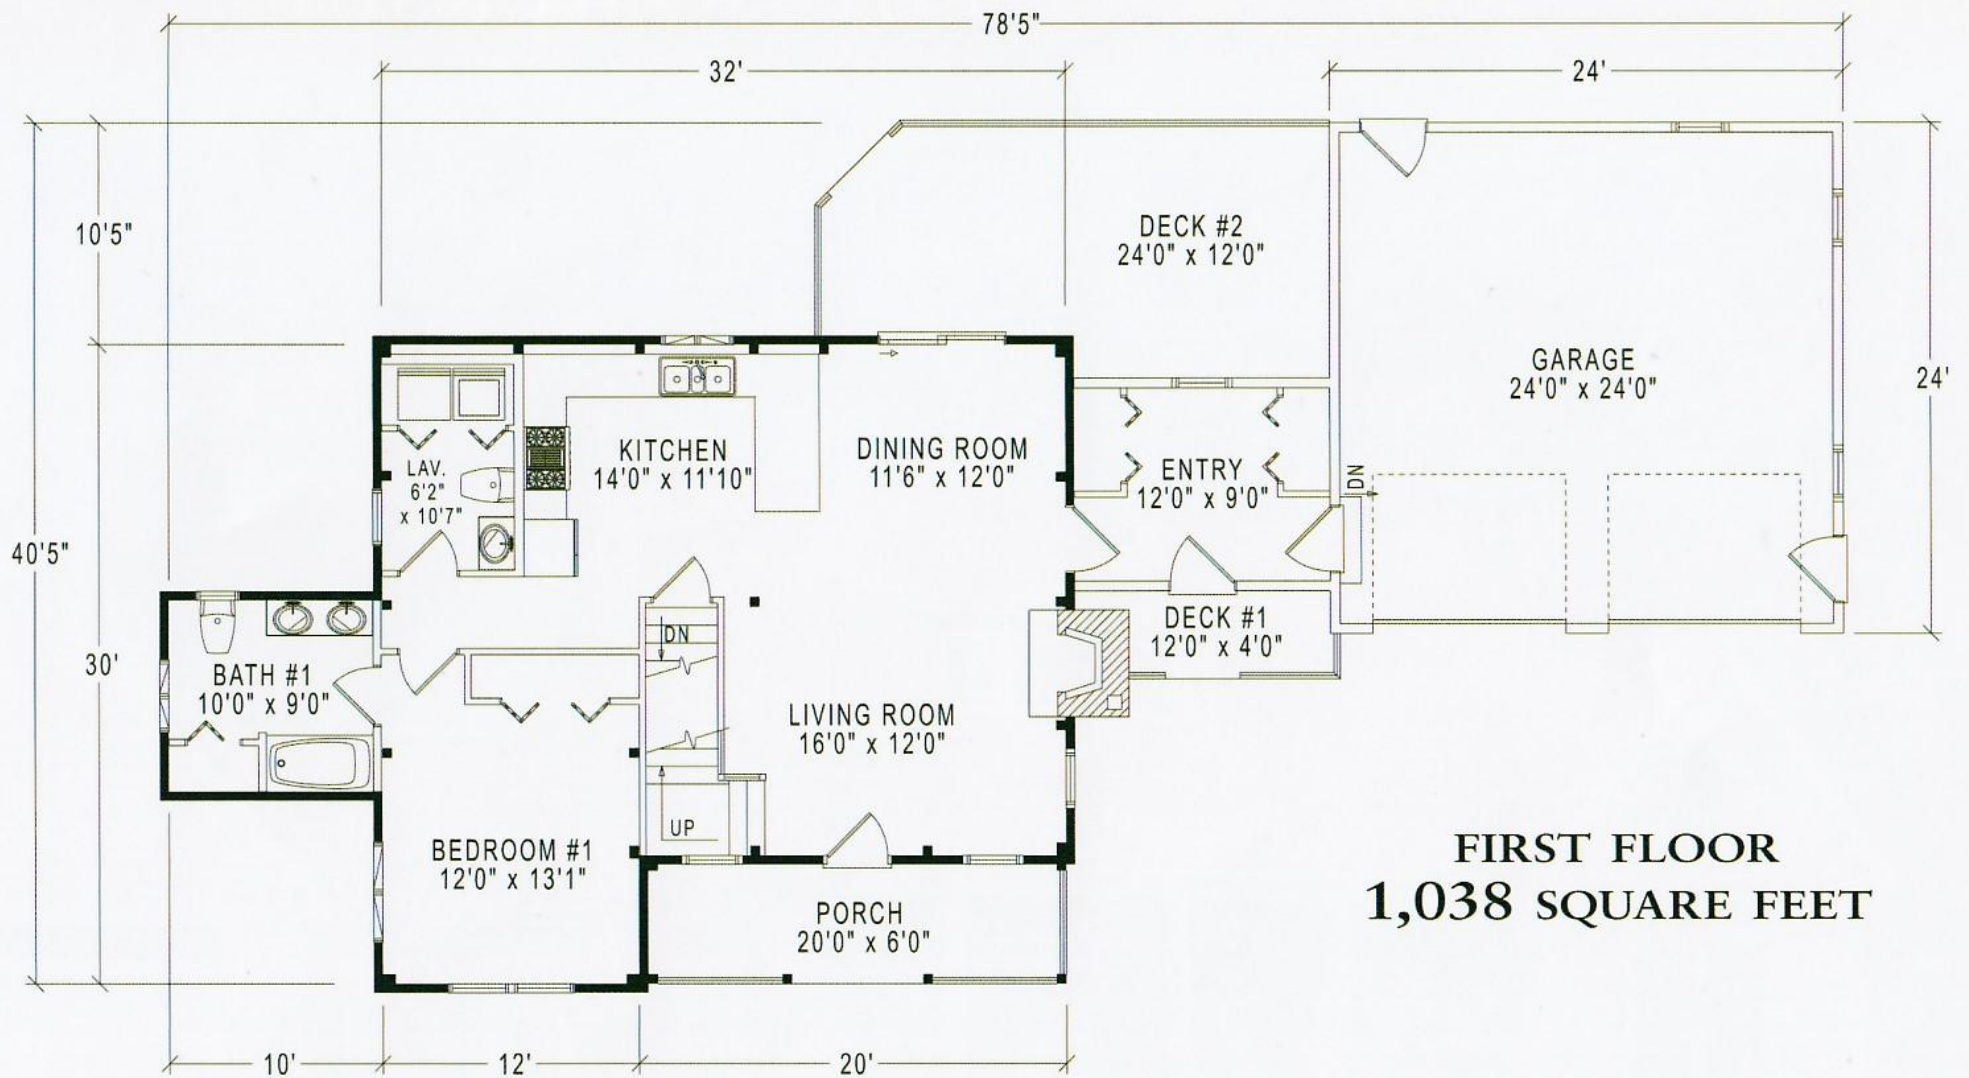 78'5"
32'
24'
10'5"
DECK #2
24'0" x 12'0"
GARAGE
24'0" x 24'0"
24'
KITCHEN
14'0" x 11'10"
DINING ROOM
11'6" x 12'0"
LAV.
6'2"
x 10'7"
ENTRY
12'0" x 9'0"
DN
40'5"
30'
DN
DECK #1
12'0" x 4'0"
BATH #1
10'0" x 9'0"
LIVING ROOM
16'0" x 12'0"
UP
BEDROOM #1
12'0" x 13'1"
PORCH
20'0" x 6'0"
FIRST FLOOR
1,038 SQUARE FEET
10'
12'
20'